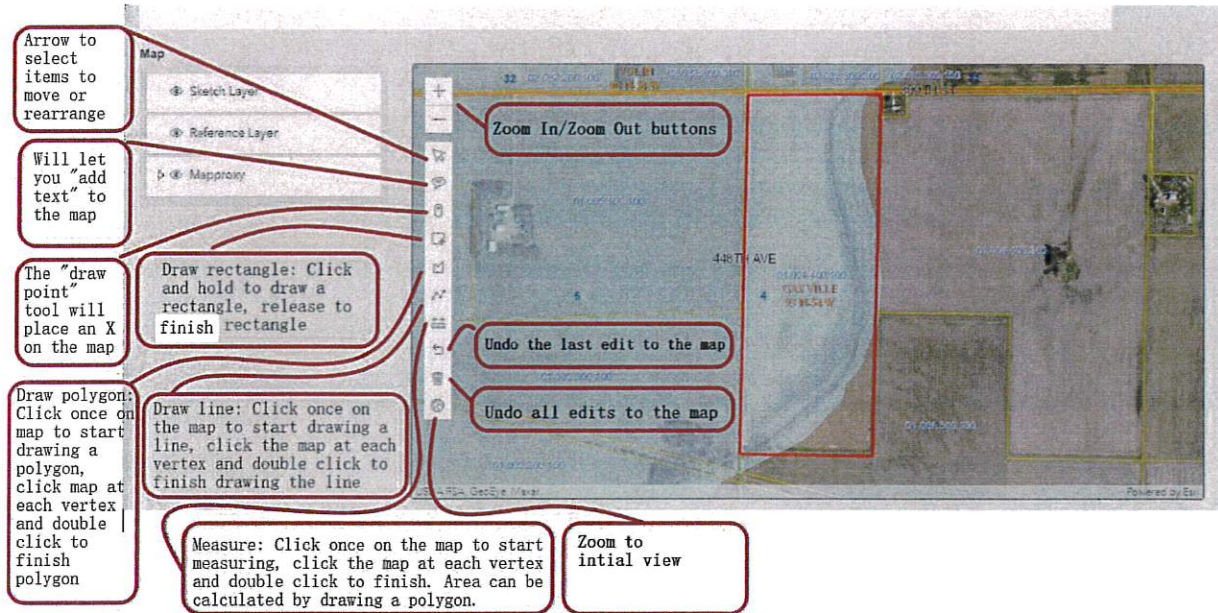 Arrow to
select
items to
move or
rearrange
Will let
you "add
text" to
the map
The "draw
point"
tool will
place an X
on the map
Draw polygon:
Click once on
map to start
drawing a
polygon,
click map at
each vertex
and double
click to
finish
polygon
Map
Sketch Layer
Reference Layer
Mapproxy
Draw rectangle: Click
and hold to draw a
rectangle, release to
finish rectangle
Draw line: Click once on
the map to start drawing a
line, click the map at each
vertex and double click to
finish drawing the line
Measure: Click once on the map to start
measuring, click the map at each vertex
and double click to finish. Area can be
calculated by drawing a polygon.
Zoom to
intial view
Zoom In/Zoom Out buttons
Undo the last edit to the map
Undo all edits to the map
32
448TH AVE
GAYVILLE
5
4
GeoEye, Maxar
Powered by Esri